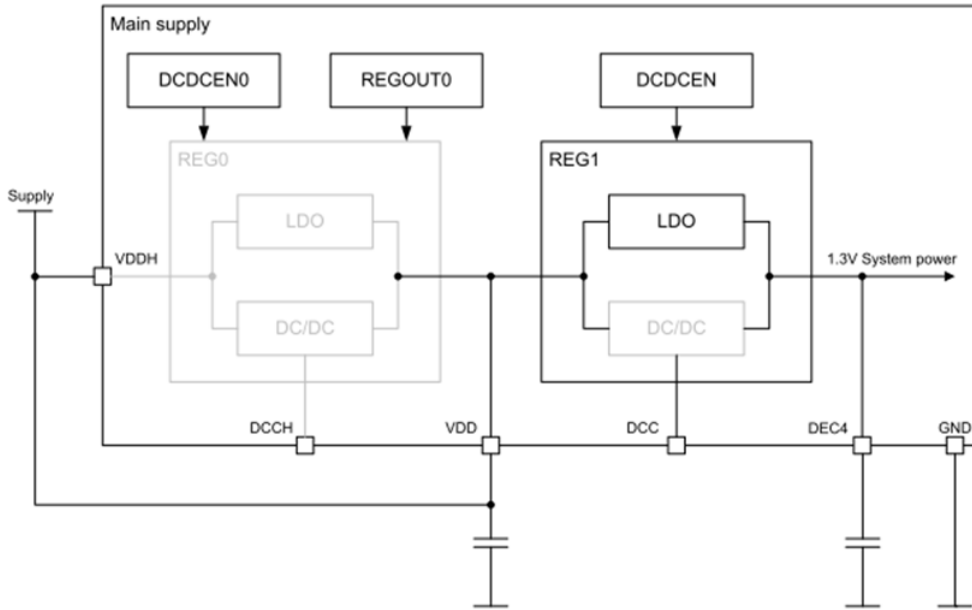 Main supply
DCDCEN0
REGOUT0
DCDCEN
REG0
REG1
Supply
LDO
LDO
VDDH
1.3V System power
DC/DC
DC/DC
DCCH
VDD
DCC
DEC4
GND